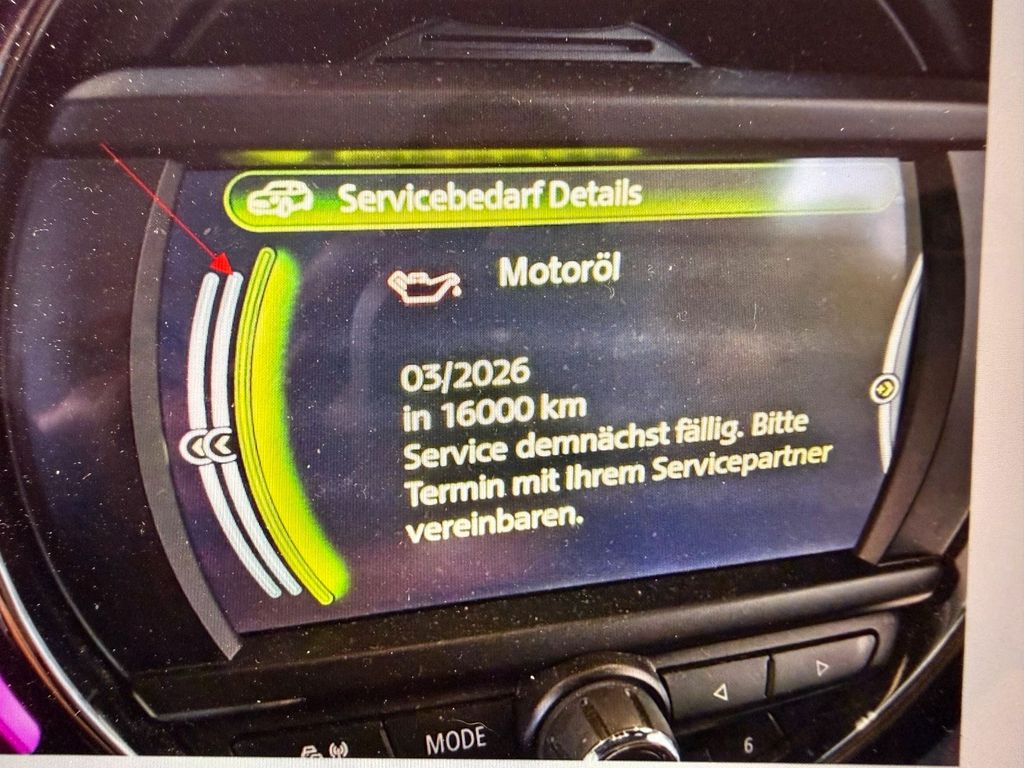 Servicebedarf Details
Motoröl
03/2026
in 16000 km
Service demnächst fällig. Bitte
Termin mit Ihrem Servicepartner
vereinbaren.
MODE
6